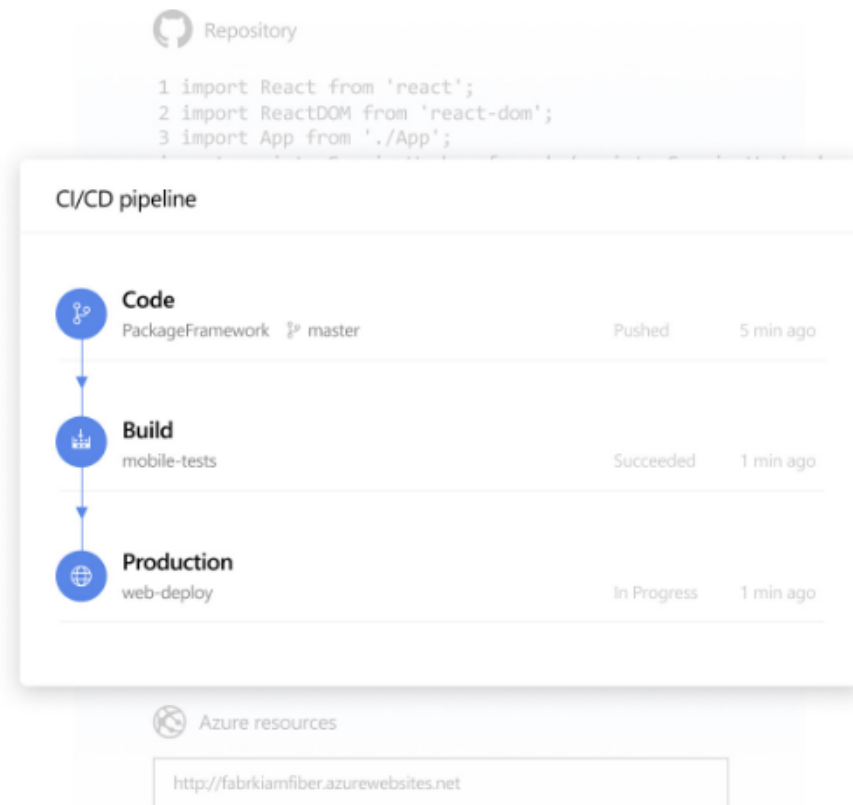 Repository
1 import React from 'react';
2 import ReactDOM from 'react-dom';
3 import App from './App';
CI/CD pipeline
Code
PackageFramework master Pushed 5 min ago
Build
mobile-tests Succeeded 1 min ago
Production
web-deploy In Progress 1 min ago
Azure resources
http://fabrkiamfiber.azurewebsites.net